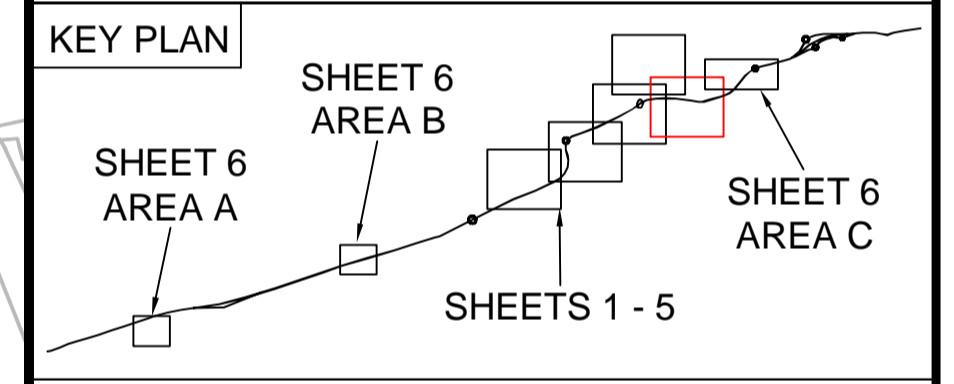 KEY PLAN
SHEET 6
AREA A
SHEET 6
AREA B
SHEETS 1 - 5
SHEET 6
AREA C